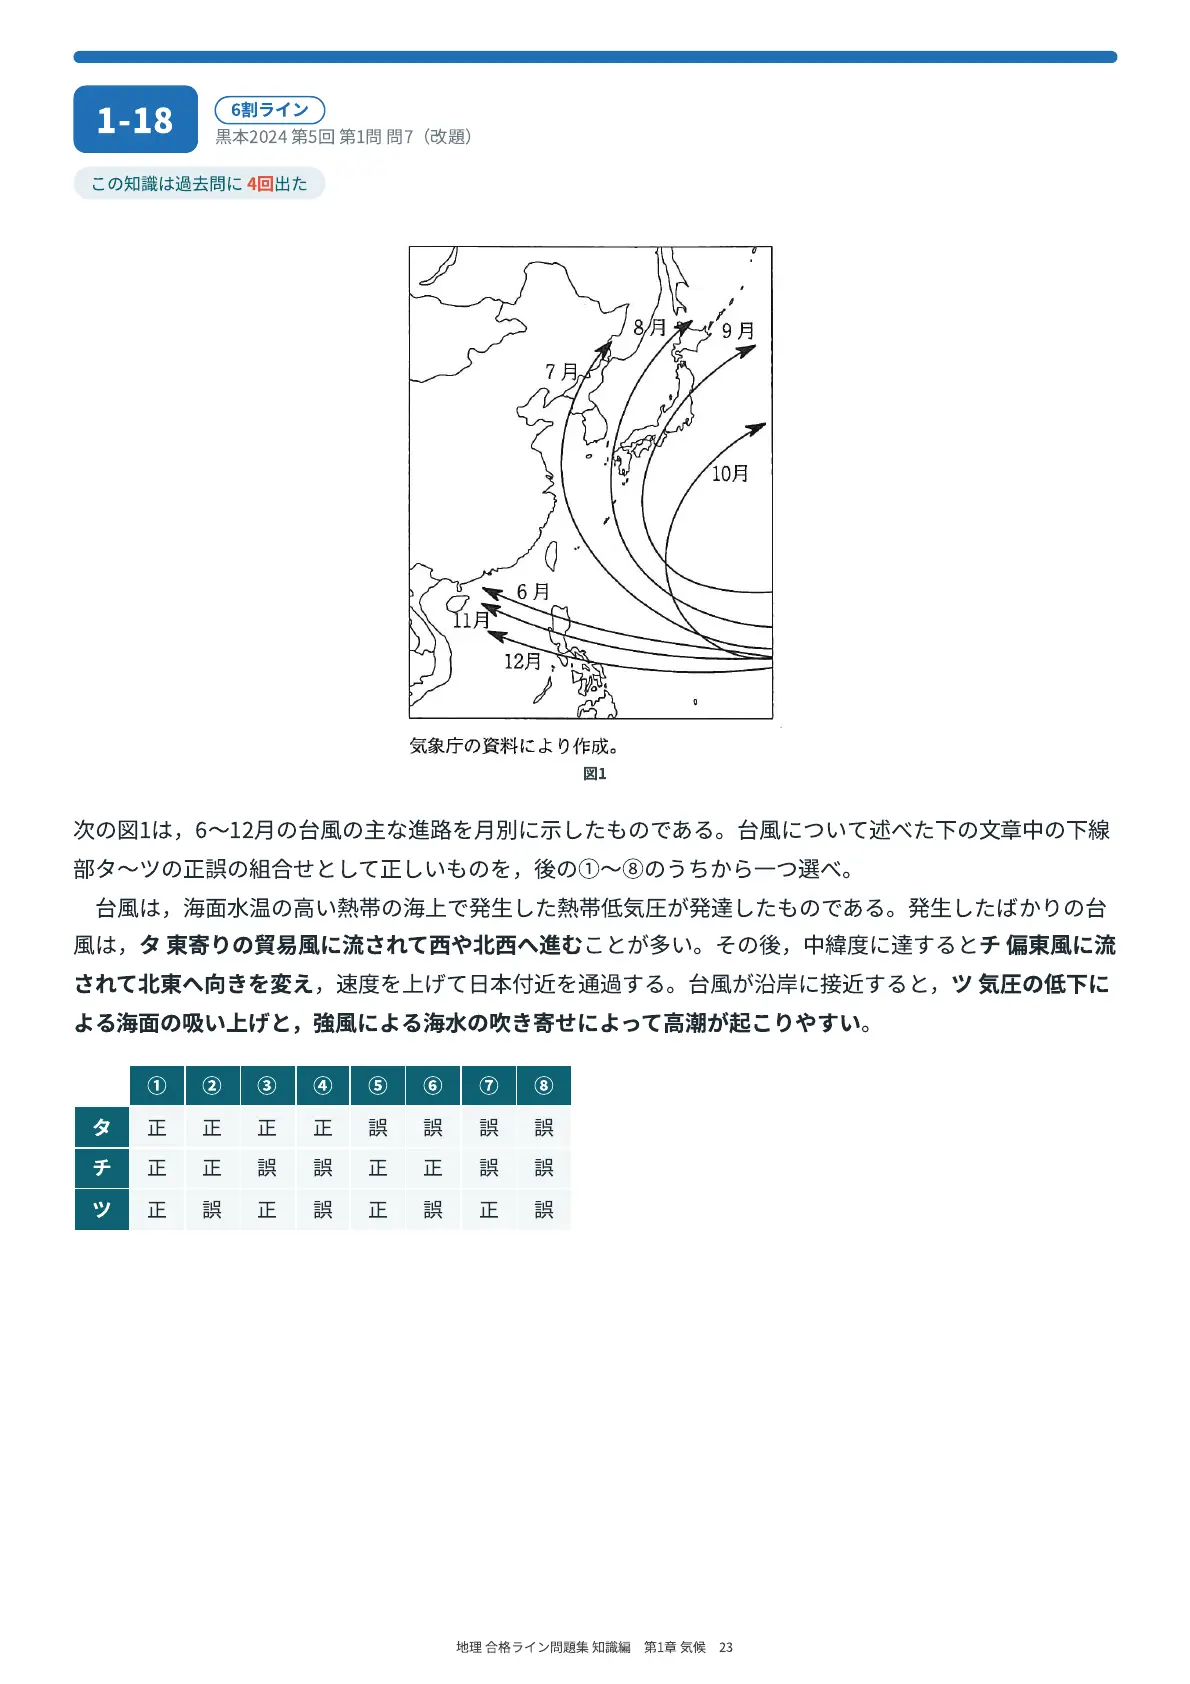 1-18
6割ライン
黒本2024 第5回 第1問 問7（改題）
この知識は過去問に 4回出た
8月
9月
7月
10月
6月
11月
12月
気象庁の資料により作成。
図1
次の図1は，6～12月の台風の主な進路を月別に示したものである。台風について述べた下の文章中の下線
部タ～ツの正誤の組合せとして正しいものを，後の①～⑧のうちから一つ選べ。
台風は，海面水温の高い熱帯の海上で発生した熱帯低気圧が発達したものである。発生したばかりの台
風は，タ 東寄りの貿易風に流されて西や北西へ進むことが多い。その後，中緯度に達するとチ 偏東風に流
されて北東へ向きを変え，速度を上げて日本付近を通過する。台風が沿岸に接近すると，ツ 気圧の低下に
よる海面の吸い上げと，強風による海水の吹き寄せによって高潮が起こりやすい。
① ② ③ ④ ⑤ ⑥ ⑦ ⑧
タ 正 正 正 正 誤 誤 誤 誤
チ 正 正 誤 誤 正 正 誤 誤
ツ 正 誤 正 誤 正 誤 正 誤
地理 合格ライン問題集 知識編　第1章 気候　23